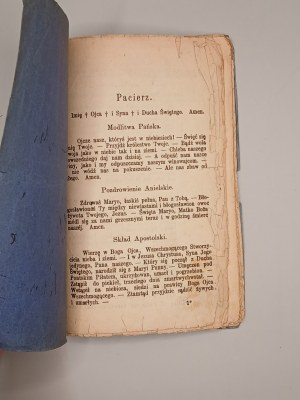 Pacierz.
Imię † Ojca † i Syna † i Ducha Świętego. Amen.
Modlitwa Pańska.
Ojcze nasz, któryś jest w niebiesiech! — Święć się
Imię Twoje. — Przyjdź królestwo Twoje. — Bądź wola
Twoja jako w niebie tak i na ziemi. — Chleba naszego
powszedniego daj nam dzisiaj. — A odpuść nam nasze
winy, jako i my odpuszczamy naszym winowajcom. —
nie wódź nas na pokuszenie. — Ale nas zbaw ode
złego. Amen.
Pozdrowienie Anielskie.
Zdrowaś Maryo, łaskiś pełna, Pan z Tobą. — Bło-
gosławionaś Ty między niewiastami i błogosławion owoc
żywota Twojego, Jezus. — Święta Maryo, Matko Boża
módl się za nami grzesznymi teraz i w godzinę śmierci
naszej. Amen.
Skład Apostolski.
Wierzę w Boga Ojca, Wszechmogącego Stworzy-
ciela nieba i ziemi. — I w Jezusa Chrystusa, Syna Jego
jedynego, Pana naszego. — Który się począł z Ducha
Świętego, narodził się z Maryi Panny. — Umęczon pod
Pontskim Piłatem, ukrzyżowan, umarł i pogrzebion. —
Zstąpił do piekieł, trzeciego dnia zmartwychwstał. —
Wstąpił na niebiosa, siedzi na prawicy Boga Ojca
Wszechmogącego. — Ztamtąd przyjdzie sądzić żywych
i umarłych. —
1*